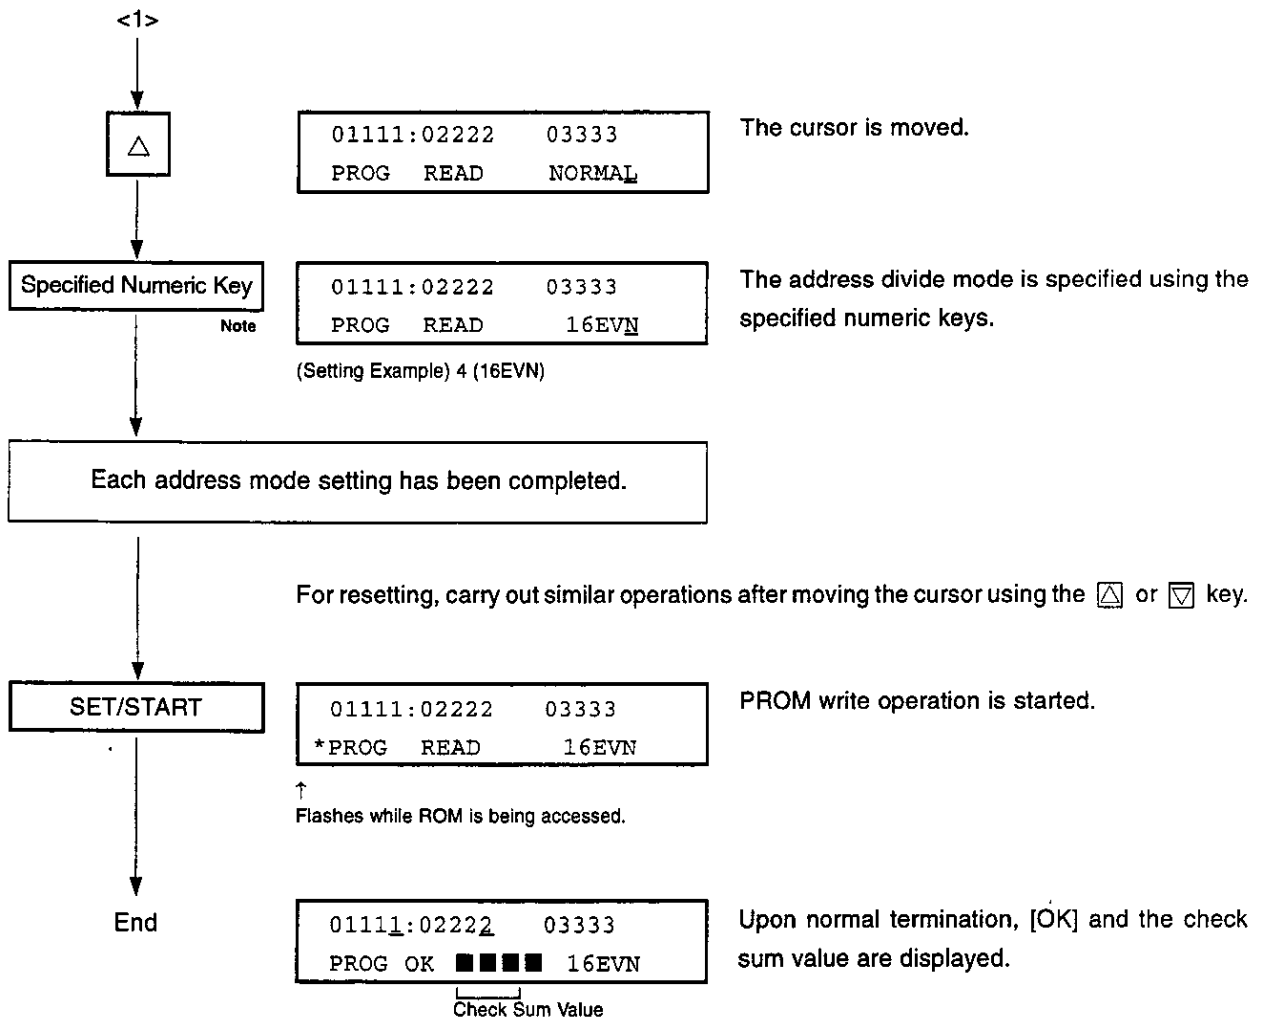 <1>
△
01111:02222 03333
PROG READ NORMAL
The cursor is moved.
Specified Numeric Key
Note
01111:02222 03333
PROG READ 16EVN
(Setting Example) 4 (16EVN)
The address divide mode is specified using the
specified numeric keys.
Each address mode setting has been completed.
For resetting, carry out similar operations after moving the cursor using the △ or ▽ key.
SET/START
01111:02222 03333
*PROG READ 16EVN
↑
Flashes while ROM is being accessed.
PROM write operation is started.
End
01111:02222 03333
PROG OK ■■■■ 16EVN
Check Sum Value
Upon normal termination, [OK] and the check
sum value are displayed.